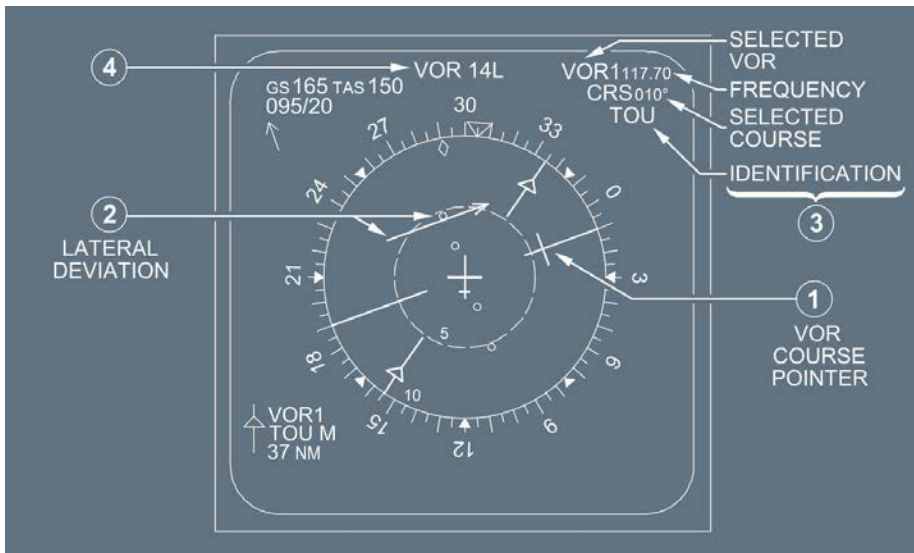 4
VOR 14L
GS 165 TAS 150
095/20
VOR1 117.70
CRS 010°
TOU
SELECTED
VOR
FREQUENCY
SELECTED
COURSE
IDENTIFICATION
3
2
LATERAL
DEVIATION
30
33
0
3
6
9
12
15
18
21
24
27
5
10
1
VOR
COURSE
POINTER
VOR1
TOU M
37 NM